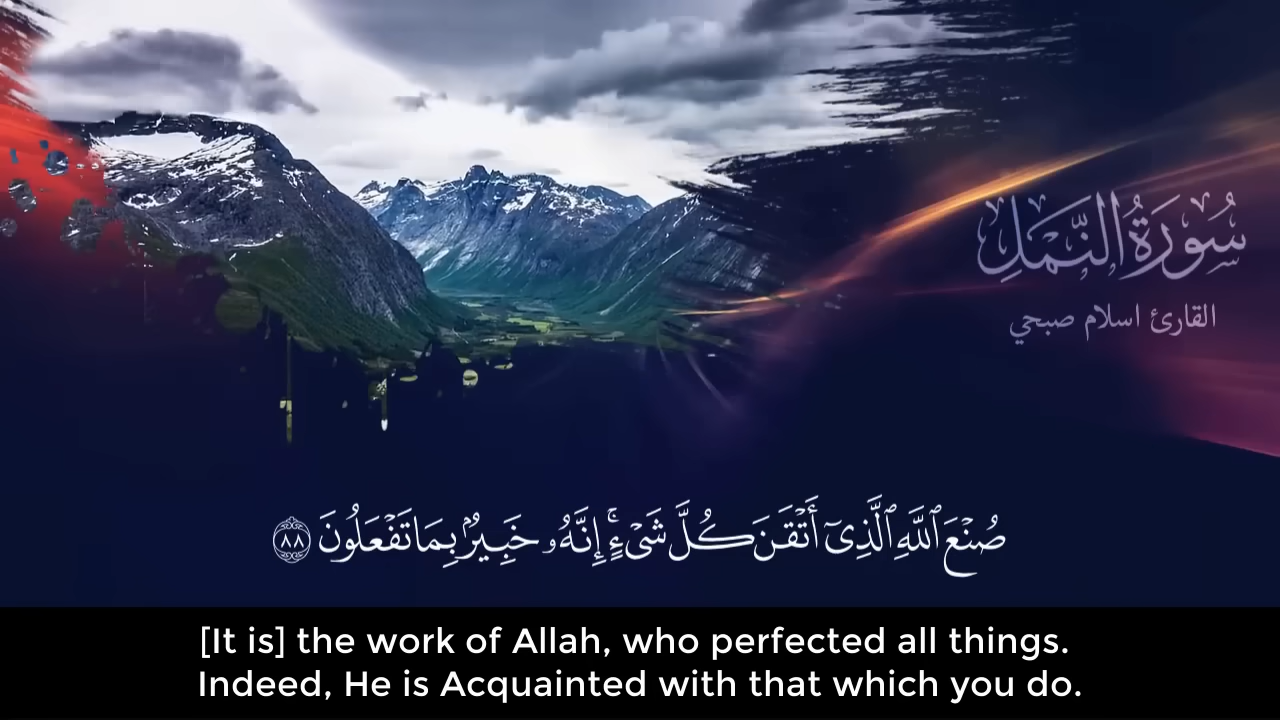 سُورَةُ النَّمْلِ
القارئ اسلام صبحي
صُنْعَ ٱللَّهِ ٱلَّذِىٓ أَتْقَنَ كُلَّ شَىْءٍ ۚ إِنَّهُۥ خَبِيرٌۢ بِمَا تَفْعَلُونَ ٨٨
[It is] the work of Allah, who perfected all things.
Indeed, He is Acquainted with that which you do.